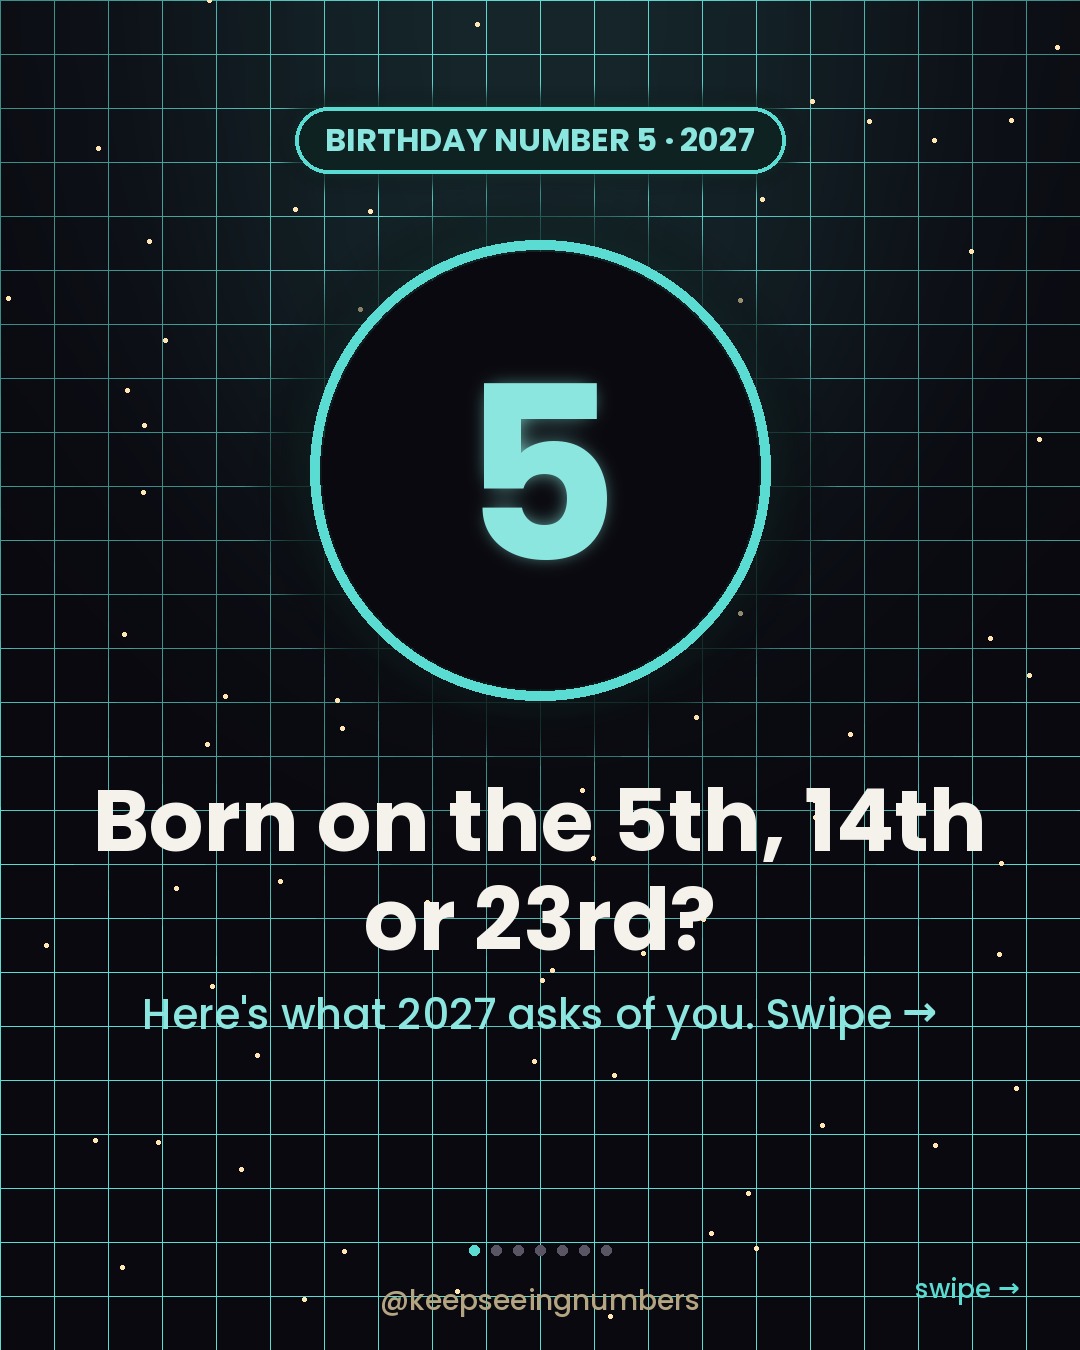 BIRTHDAY NUMBER 5 · 2027
5
Born on the 5th, 14th
or 23rd?
Here's what 2027 asks of you. Swipe →
@keepseeingnumbers
swipe →